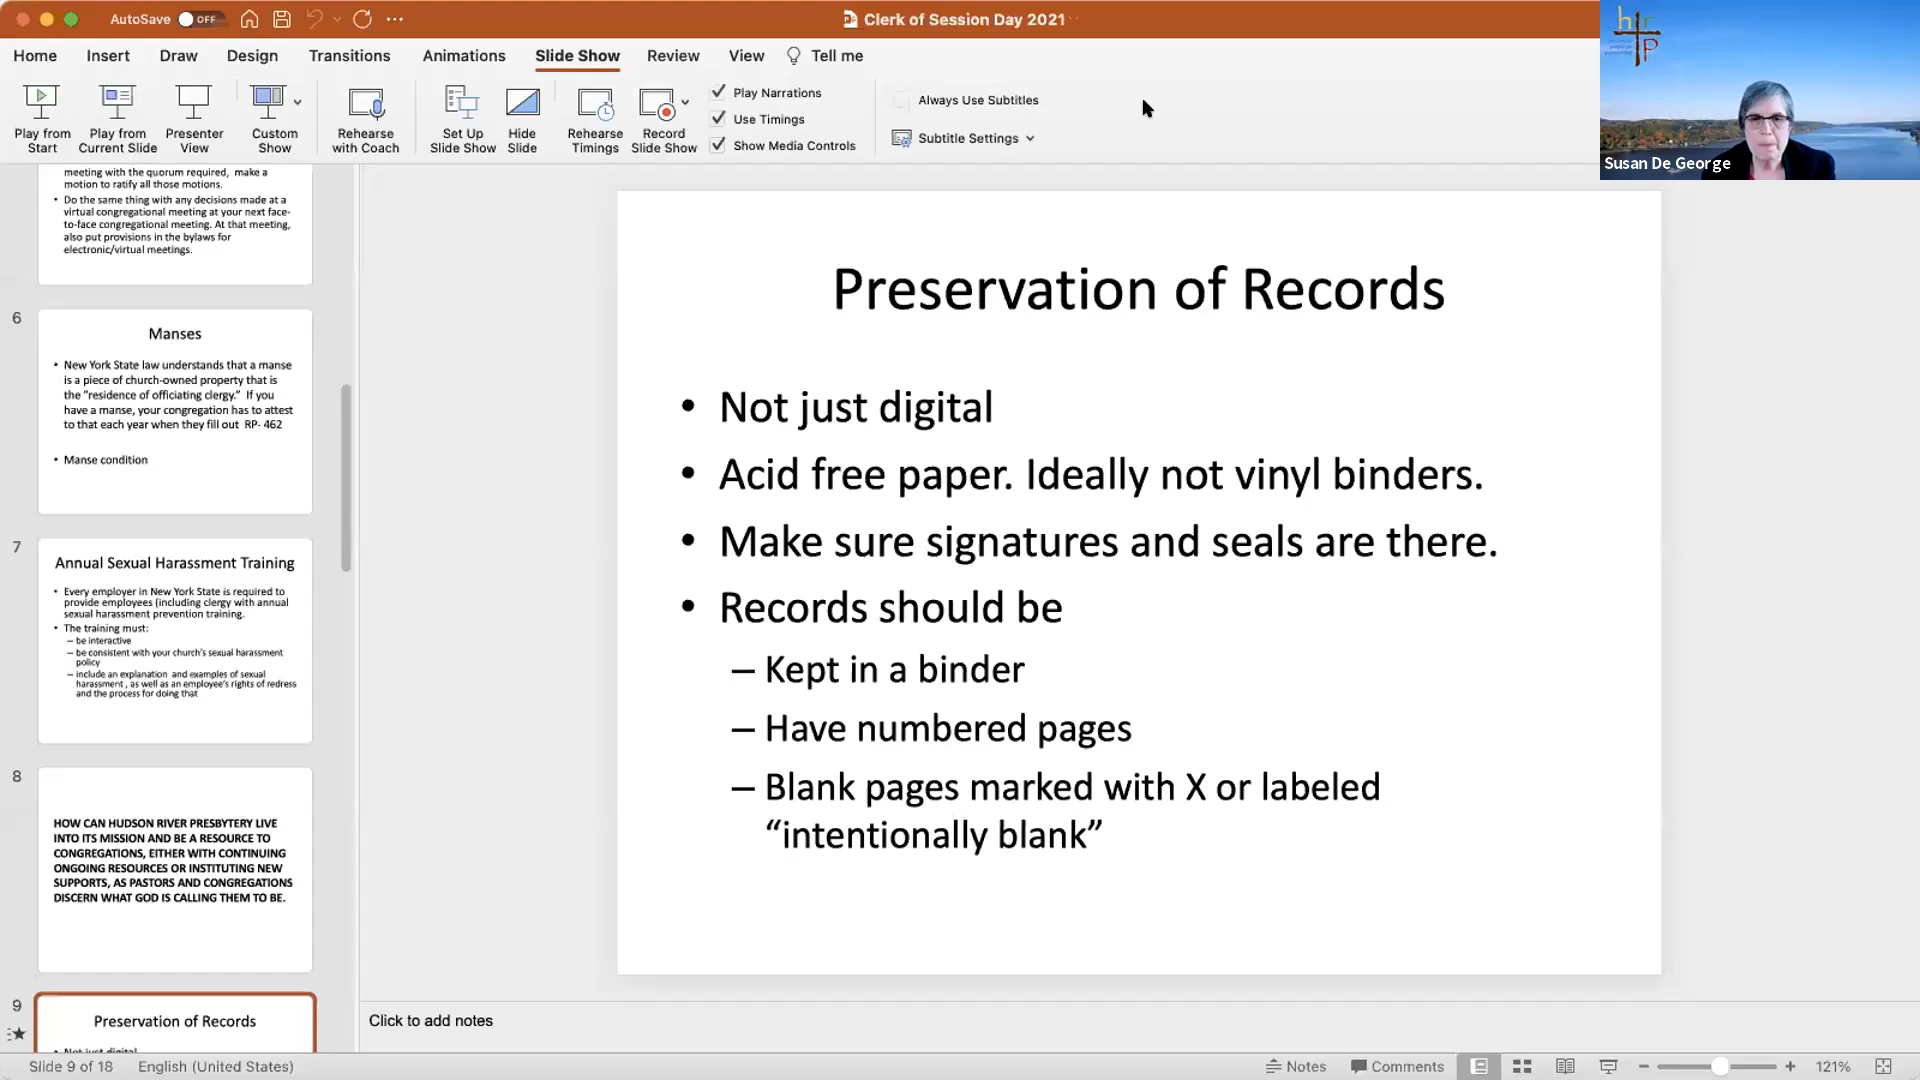 AutoSave OFF
Clerk of Session Day 2021
Home Insert Draw Design Transitions Animations Slide Show Review View Tell me
Play from Start
Play from Current Slide
Presenter View
Custom Show
Rehearse with Coach
Set Up Slide Show
Hide Slide
Rehearse Timings
Record Slide Show
Play Narrations
Use Timings
Show Media Controls
Always Use Subtitles
Subtitle Settings
hr
P
Susan De George
meeting with the quorum required, make a
motion to ratify all those motions.
• Do the same thing with any decisions made at a
virtual congregational meeting at your next face-
to-face congregational meeting. At that meeting,
also put provisions in the bylaws for
electronic/virtual meetings.
6
Manses
• New York State law understands that a manse
is a piece of church-owned property that is
the "residence of officiating clergy." If you
have a manse, your congregation has to attest
to that each year when they fill out RP- 462
• Manse condition
7
Annual Sexual Harassment Training
• Every employer in New York State is required to
provide employees (including clergy with annual
sexual harassment prevention training.
• The training must:
– be interactive
– be consistent with your church's sexual harassment
policy
– include an explanation and examples of sexual
harassment , as well as an employee's rights of redress
and the process for doing that
8
HOW CAN HUDSON RIVER PRESBYTERY LIVE
INTO ITS MISSION AND BE A RESOURCE TO
CONGREGATIONS, EITHER WITH CONTINUING
ONGOING RESOURCES OR INSTITUTING NEW
SUPPORTS, AS PASTORS AND CONGREGATIONS
DISCERN WHAT GOD IS CALLING THEM TO BE.
9
Preservation of Records
• Not just digital
Preservation of Records
• Not just digital
• Acid free paper. Ideally not vinyl binders.
• Make sure signatures and seals are there.
• Records should be
– Kept in a binder
– Have numbered pages
– Blank pages marked with X or labeled
“intentionally blank”
Click to add notes
Slide 9 of 18 English (United States) Notes Comments 121%